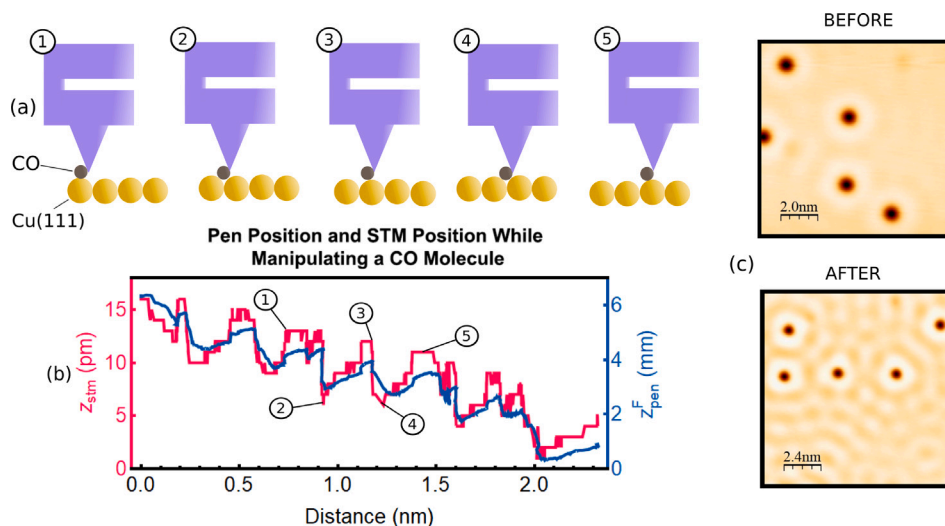 1
2
3
4
5
(a)
CO
Cu(111)
BEFORE
2.0nm
(c)
AFTER
2.4nm
Pen Position and STM Position While
Manipulating a CO Molecule
(b)
z_stm (pm)
15
10
5
0
1
2
3
4
5
6
4
2
0
z^F_pen (mm)
0.0 0.5 1.0 1.5 2.0
Distance (nm)